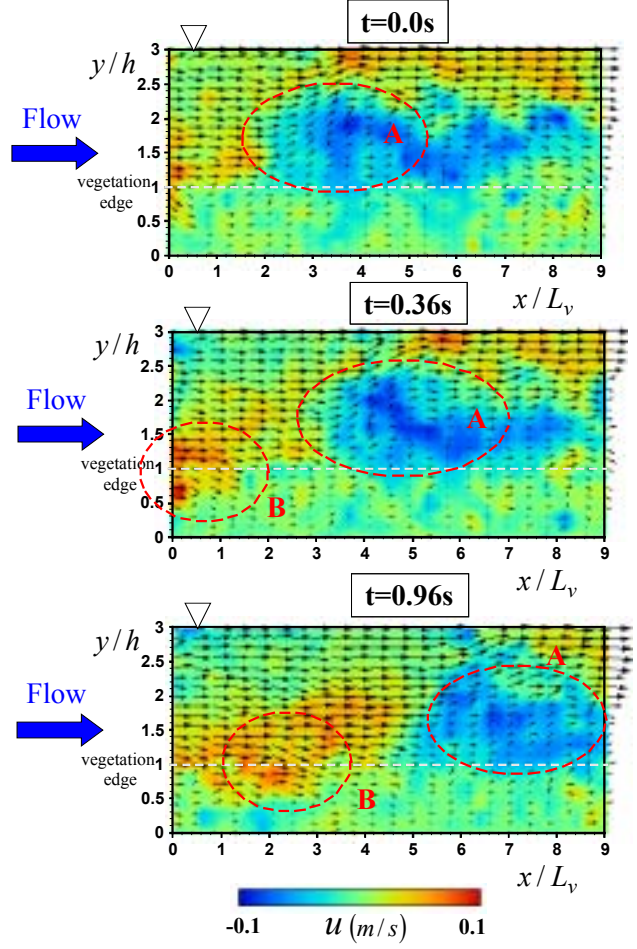 t=0.0s
y/h
3
2.5
2
1.5
1
0.5
0
Flow
vegetation
edge
A
0 1 2 3 4 5 6 7 8 9
x/L_v
t=0.36s
y/h
3
2.5
2
1.5
1
0.5
0
Flow
vegetation
edge
A
B
0 1 2 3 4 5 6 7 8 9
x/L_v
t=0.96s
y/h
3
2.5
2
1.5
1
0.5
0
Flow
vegetation
edge
A
B
0 1 2 3 4 5 6 7 8 9
x/L_v
-0.1 u (m/s) 0.1